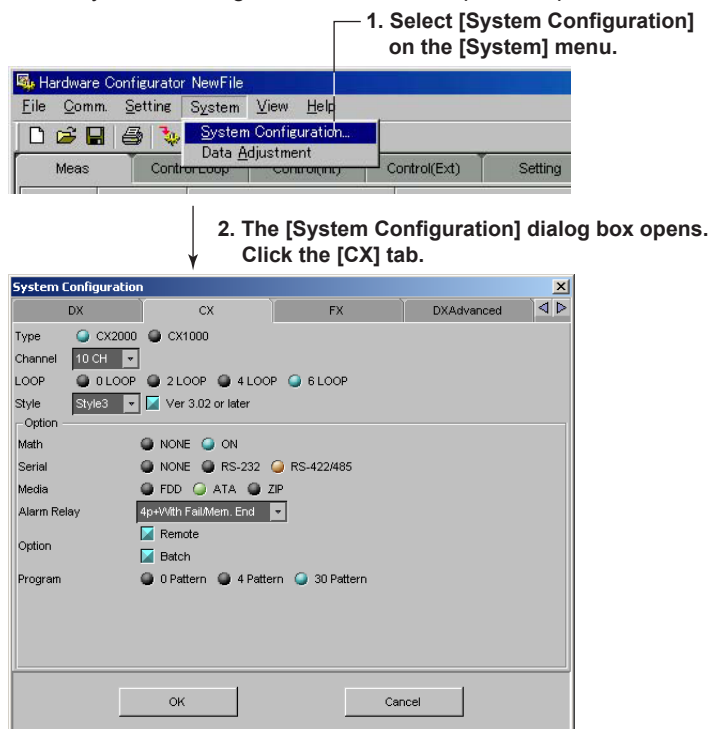 1. Select [System Configuration]
on the [System] menu.
Hardware Configurator NewFile
File Comm. Setting System View Help
System Configuration...
Data Adjustment
Meas Control Loop Control(Int) Control(Ext) Setting
2. The [System Configuration] dialog box opens.
Click the [CX] tab.
System Configuration
DX CX FX DXAdvanced
Type CX2000 CX1000
Channel 10 CH
LOOP 0 LOOP 2 LOOP 4 LOOP 6 LOOP
Style Style3 Ver 3.02 or later
Option
Math NONE ON
Serial NONE RS-232 RS-422/485
Media FDD ATA ZIP
Alarm Relay 4p+With Fail/Mem. End
Remote
Option
Batch
Program 0 Pattern 4 Pattern 30 Pattern
OK Cancel